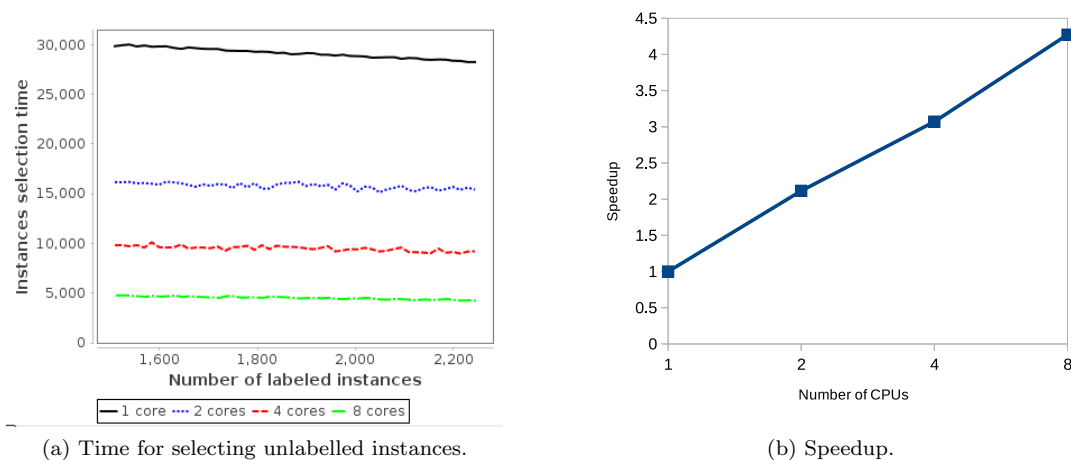 30,000
25,000
20,000
15,000
10,000
5,000
0
Instances selection time
1,600 1,800 2,000 2,200
Number of labeled instances
1 core 2 cores 4 cores 8 cores
(a) Time for selecting unlabelled instances.
4.5
4
3.5
3
2.5
2
1.5
1
0.5
0
Speedup
1 2 4 8
Number of CPUs
(b) Speedup.